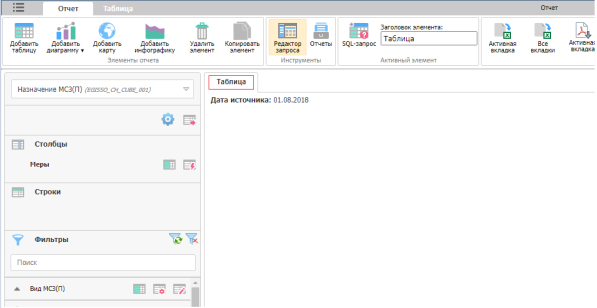 Отчет
Таблица
Отчет
Добавить таблицу
Добавить диаграмму
Добавить карту
Добавить инфографику
Удалить элемент
Копировать элемент
Элементы отчета
Редактор запроса
Отчеты
Инструменты
SQL-запрос
Заголовок элемента:
Таблица
Активный элемент
Активная вкладка
Все вкладки
Активная вкладка
Назначение МСЗ(П) (EGISSO_CH_CUBE_001)
Столбцы
Меры
Строки
Фильтры
Поиск
Вид МСЗ(П)
Таблица
Дата источника: 01.08.2018